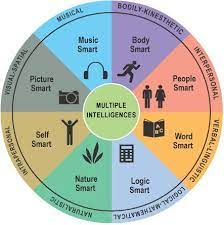 MUSICAL
BODILY-KINESTHETIC
INTERPERSONAL
VERBAL-LINGUISTIC
LOGICAL-MATHEMATICAL
NATURALISTIC
INTRAPERSONAL
VISUAL-SPATIAL
Music
Smart
Body
Smart
People
Smart
Word
Smart
Logic
Smart
Nature
Smart
Self
Smart
Picture
Smart
MULTIPLE
INTELLIGENCES